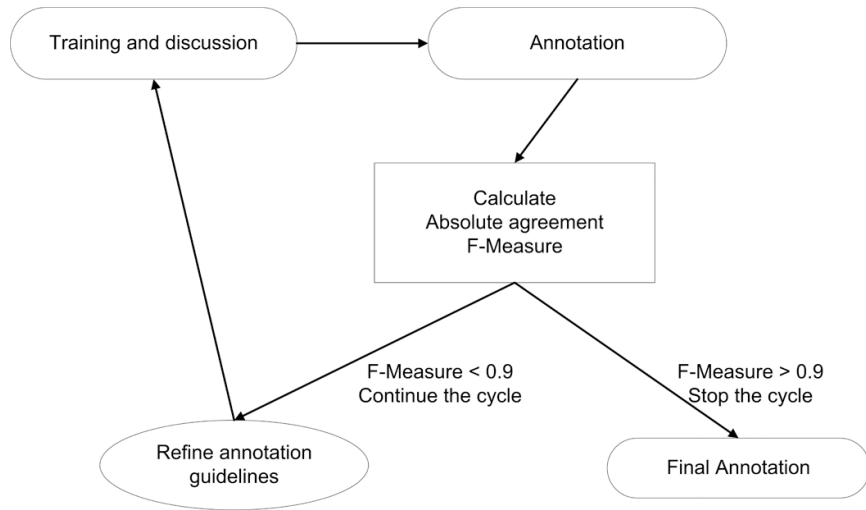 Training and discussion
Annotation
Calculate
Absolute agreement
F-Measure
F-Measure < 0.9
Continue the cycle
F-Measure > 0.9
Stop the cycle
Refine annotation
guidelines
Final Annotation